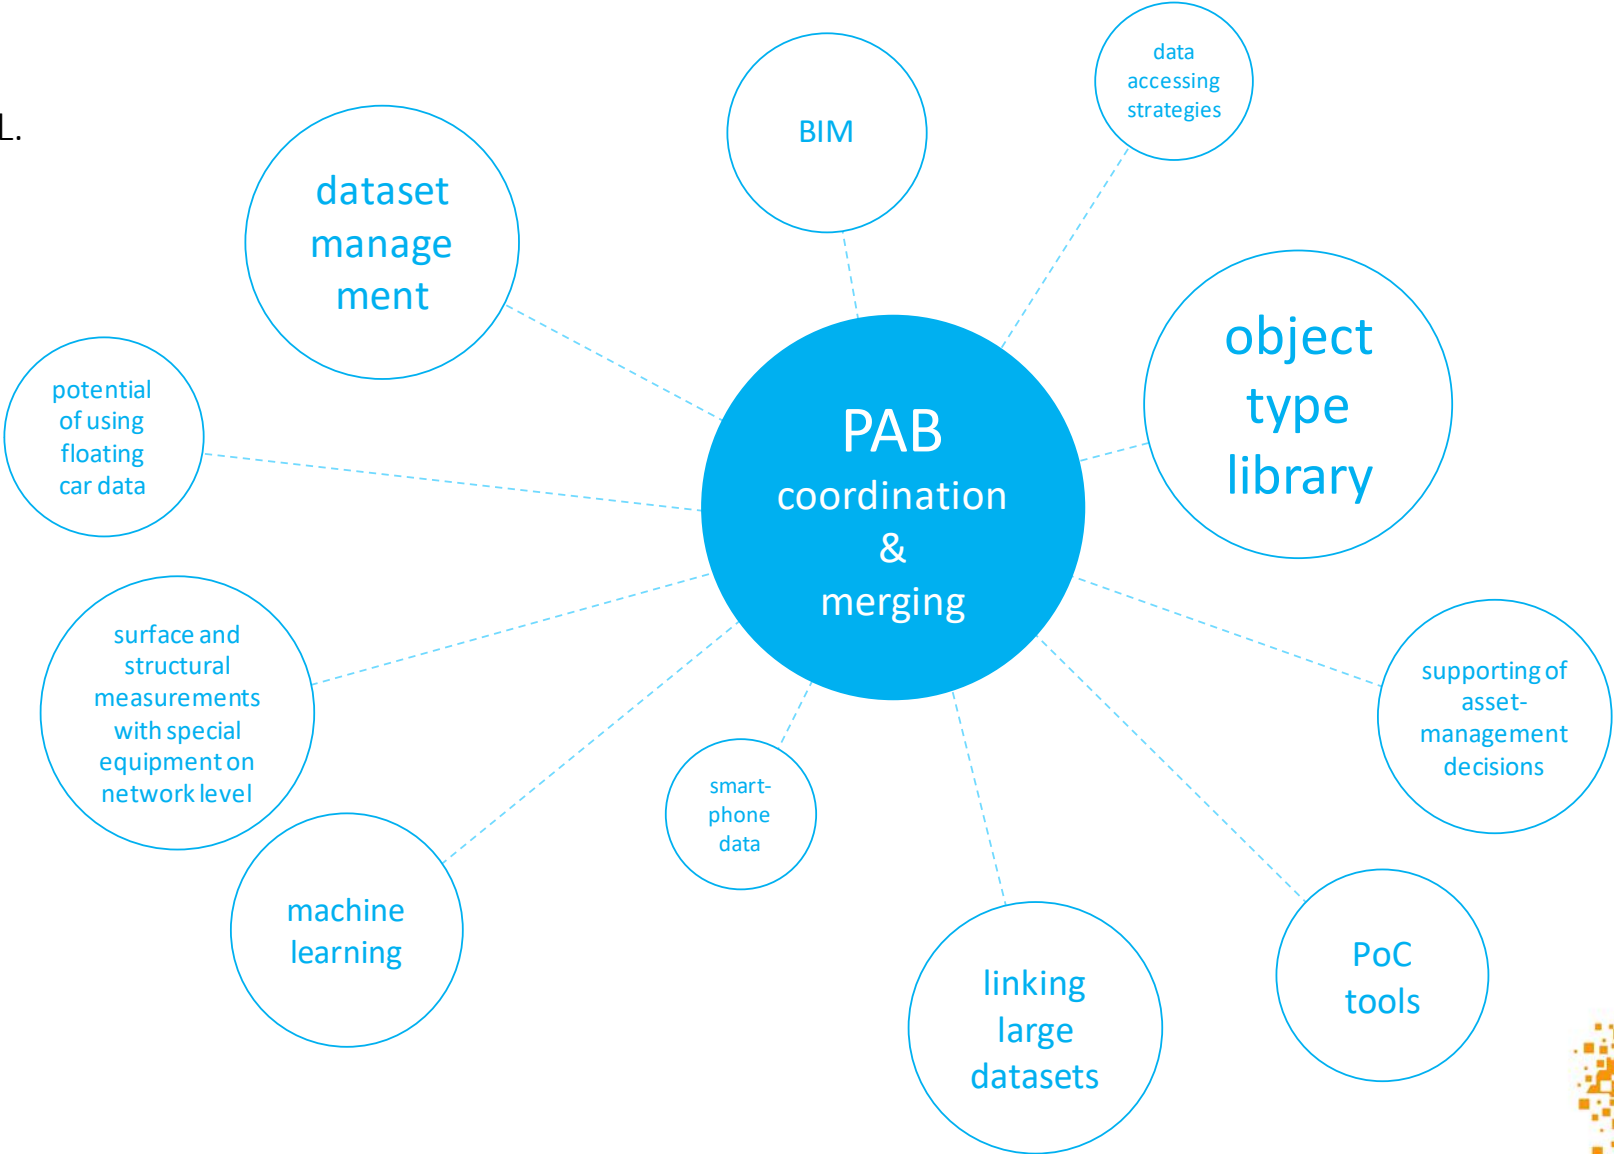 L.
data
accessing
strategies
BIM
dataset
manage
ment
object
type
library
potential
of using
floating
car data
PAB
coordination
&
merging
surface and
structural
measurements
with special
equipment on
network level
supporting of
asset-
management
decisions
smart-
phone
data
machine
learning
PoC
tools
linking
large
datasets